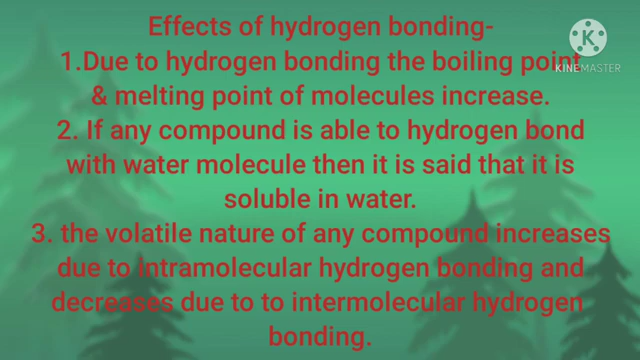 Effects of hydrogen bonding-
1.Due to hydrogen bonding the boiling point
& melting point of molecules increase.
2. If any compound is able to hydrogen bond
with water molecule then it is said that it is
soluble in water.
3. the volatile nature of any compound increases
due to intramolecular hydrogen bonding and
decreases due to to intermolecular hydrogen
bonding.
K
KINEMASTER